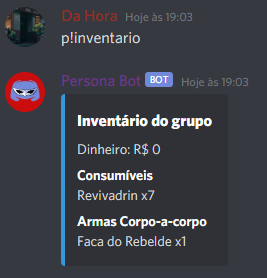 Da Hora Hoje às 19:03
p!inventario
Persona Bot BOT Hoje às 19:03
Inventário do grupo
Dinheiro: R$ 0
Consumíveis
Revivadrin x7
Armas Corpo-a-corpo
Faca do Rebelde x1